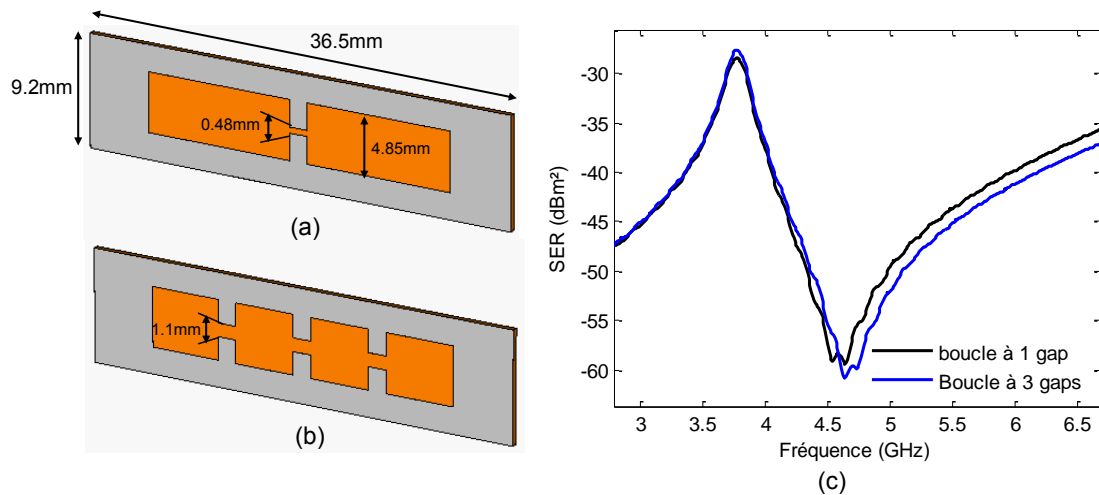 36.5mm
9.2mm
0.48mm
4.85mm
(a)
1.1mm
(b)
SER (dBm²)
-30
-35
-40
-45
-50
-55
-60
boucle à 1 gap
Boucle à 3 gaps
3
3.5
4
4.5
5
5.5
6
6.5
Fréquence (GHz)
(c)